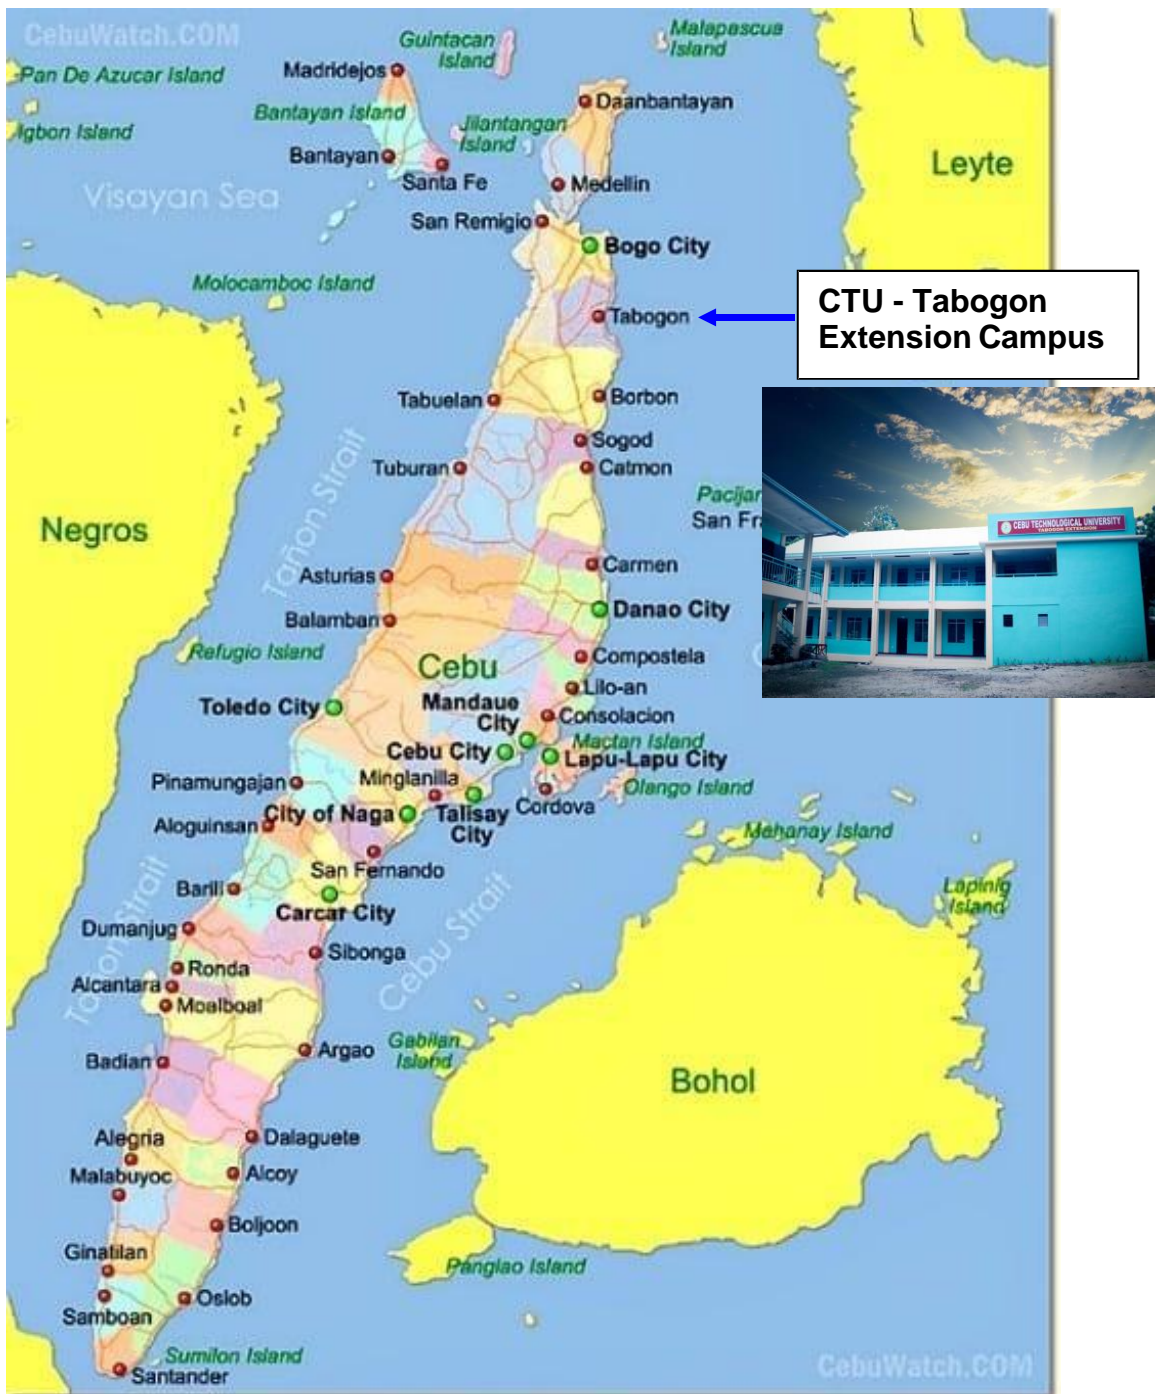 CebuWatch.COM
Guintacan
Island
Malapascua
Island
Pan De Azucar Island
Madridejos
Bantayan Island
Daanbantayan
Igbon Island
Jilantangan
Island
Bantayan
Santa Fe
Leyte
Medellin
Visayan Sea
San Remigio
Bogo City
Molocamboc Island
CTU - Tabogon
Extension Campus
Tabogon
Tabuelan
Borbon
Sogod
Tuburan
Catmon
Pacijan
San Fra
CEBU TECHNOLOGICAL UNIVERSITY
TABOGON EXTENSION
Negros
Tañon Strait
Asturias
Carmen
Balamban
Danao City
Refugio Island
Cebu
Compostela
Lilo-an
Toledo City
Mandaue
City
Consolacion
Cebu City
Mactan Island
Lapu-Lapu City
Pinamungajan
Minglanilla
Olango Island
Cordova
City of Naga
Talisay
City
Aloguinsan
Mahanay Island
San Fernando
Barili
Lapinig
Island
Carcar City
Tañon Strait
Cebu Strait
Dumanjug
Sibonga
Ronda
Alcantara
Moalboal
Argao
Gabilan
Island
Badian
Bohol
Alegria
Dalaguete
Malabuyoc
Alcoy
Boljoon
Ginatilan
Panglao Island
Oslob
Samboan
Sumilon Island
Santander
CebuWatch.COM